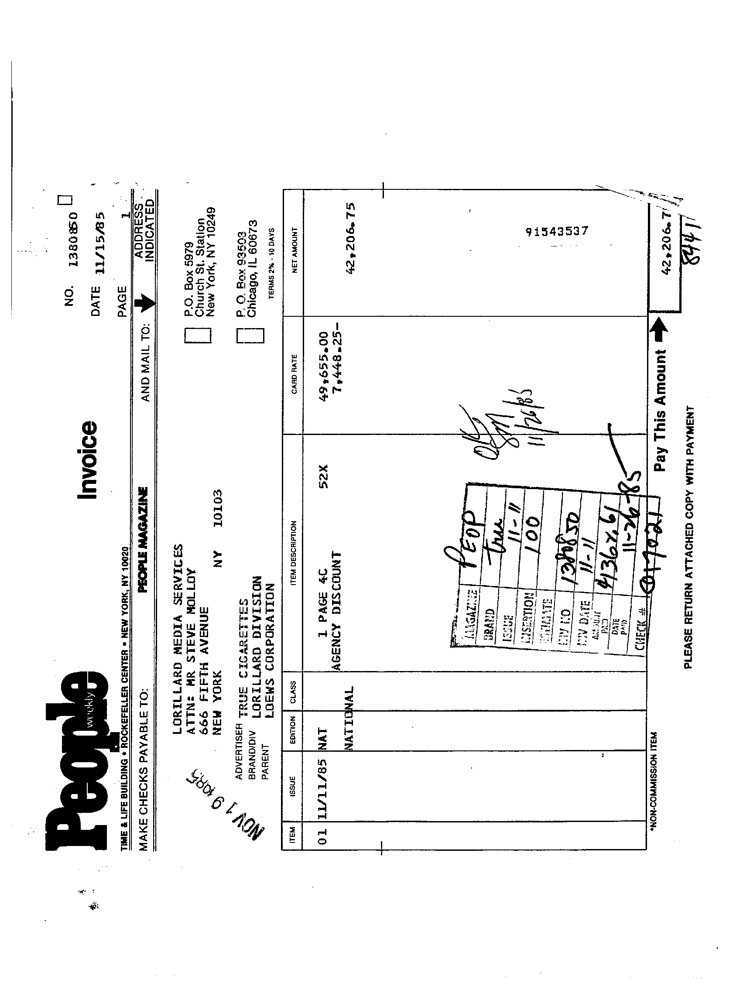 People
weekly
Invoice
NO. 1380850
DATE 11/15/85
PAGE 1
TIME & LIFE BUILDING • ROCKEFELLER CENTER • NEW YORK, NY 10020
MAKE CHECKS PAYABLE TO: PEOPLE MAGAZINE AND MAIL TO: ADDRESS INDICATED
LORILLARD MEDIA SERVICES
ATTN: MR STEVE MOLLOY
666 FIFTH AVENUE
NEW YORK NY 10103
P.O. Box 5979
Church St. Station
New York, NY 10249
NOV 19 1985
ADVERTISER TRUE CIGARETTES
BRAND/DIV LORILLARD DIVISION
PARENT LOEWS CORPORATION
P. O. Box 93503
Chicago, IL 60673
TERMS 2% - 10 DAYS
ITEM ISSUE EDITION CLASS ITEM DESCRIPTION CARD RATE NET AMOUNT
01 11/11/85 NAT 1 PAGE 4C 52X 49,655.00
NATIONAL AGENCY DISCOUNT 7,448.25- 42,206.75
91543537
OK
11/26/85
MAGAZINE PEOP
BRAND true
ISSUE 11-11
INSERTION 100
ESTIMATE
INV NO 1380850
INV DATE 11-11
AMOUNT PAID 41362.61
DATE PAID 11-26-85
CHECK # 017021
*NON-COMMISSION ITEM
Pay This Amount 42,206.7
8441
PLEASE RETURN ATTACHED COPY WITH PAYMENT